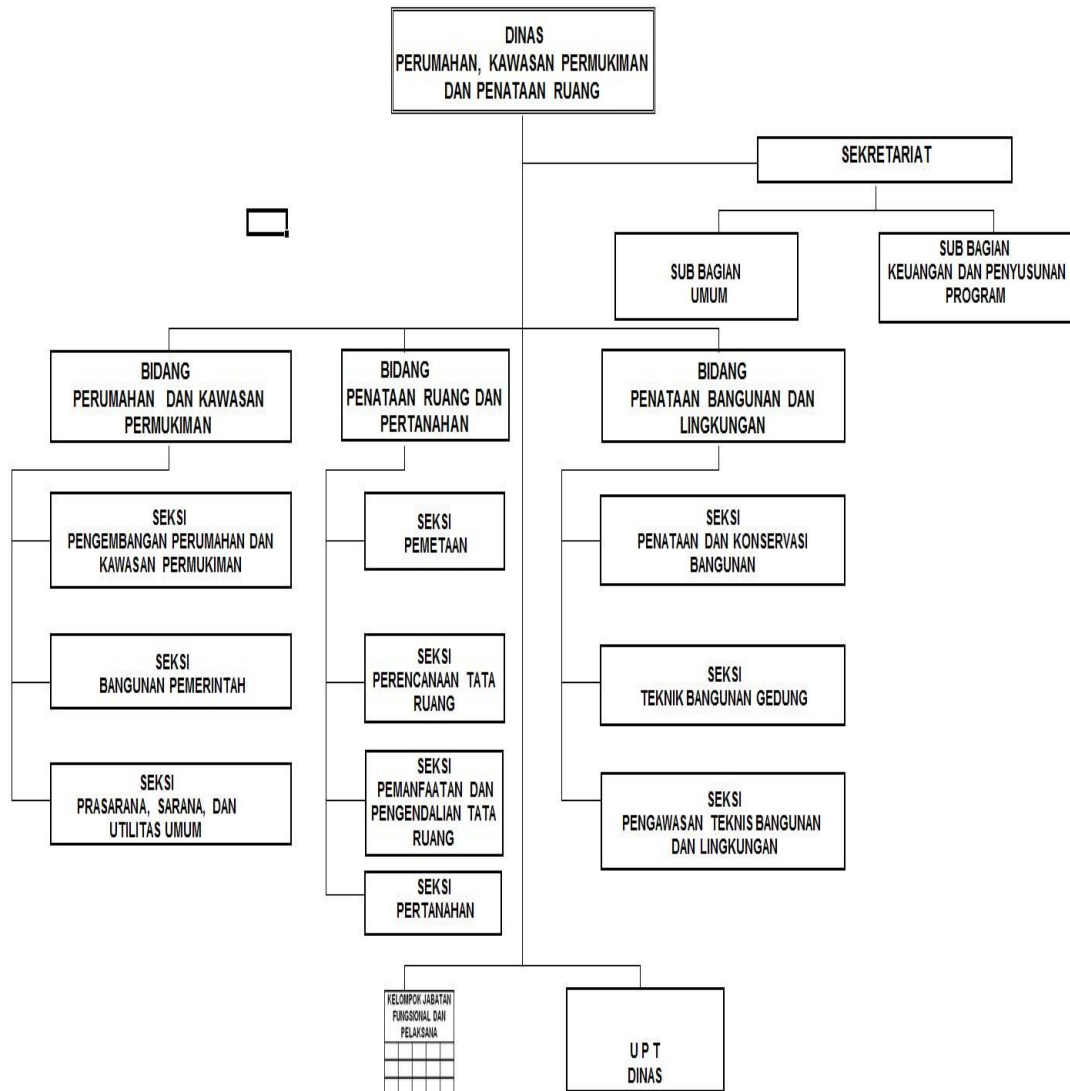 DINAS
PERUMAHAN, KAWASAN PERMUKIMAN
DAN PENATAAN RUANG
SEKRETARIAT
SUB BAGIAN
UMUM
SUB BAGIAN
KEUANGAN DAN PENYUSUNAN
PROGRAM
BIDANG
PERUMAHAN DAN KAWASAN
PERMUKIMAN
BIDANG
PENATAAN RUANG DAN
PERTANAHAN
BIDANG
PENATAAN BANGUNAN DAN
LINGKUNGAN
SEKSI
PENGEMBANGAN PERUMAHAN DAN
KAWASAN PERMUKIMAN
SEKSI
BANGUNAN PEMERINTAH
SEKSI
PRASARANA, SARANA, DAN
UTILITAS UMUM
SEKSI
PEMETAAN
SEKSI
PERENCANAAN TATA
RUANG
SEKSI
PEMANFAATAN DAN
PENGENDALIAN TATA
RUANG
SEKSI
PERTANAHAN
SEKSI
PENATAAN DAN KONSERVASI
BANGUNAN
SEKSI
TEKNIK BANGUNAN GEDUNG
SEKSI
PENGAWASAN TEKNIS BANGUNAN
DAN LINGKUNGAN
KELOMPOK JABATAN
FUNGSIONAL DAN
PELAKSANA
U P T
DINAS